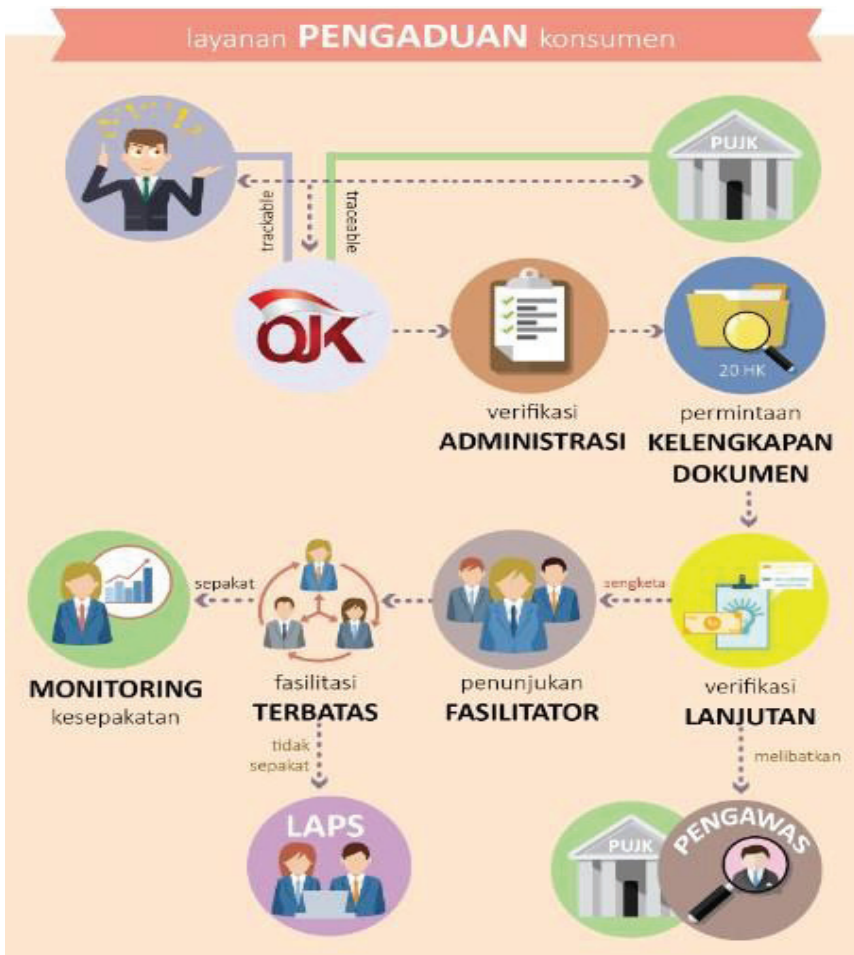 layanan PENGADUAN konsumen
PUJK
trackable
traceable
OJK
20 HK
verifikasi
ADMINISTRASI
permintaan
KELENGKAPAN
DOKUMEN
sepakat
sengketa
MONITORING
kesepakatan
fasilitasi
TERBATAS
penunjukan
FASILITATOR
verifikasi
LANJUTAN
tidak
sepakat
melibatkan
LAPS
PUJK
PENGAWAS